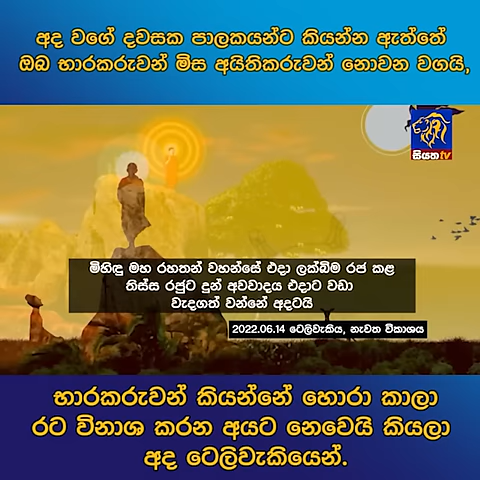 අද වගේ දවසක පාලකයන්ට කියන්න ඇත්තේ
ඔබ භාරකරුවන් මිස අයිතිකරුවන් නොවන වගයි,
සියත tv
මිහිඳු මහ රහතන් වහන්සේ එදා ලක්බිම රජ කළ
තිස්ස රජුට දුන් අවවාදය එදාට වඩා
වැදගත් වන්නේ අදටයි
2022.06.14 ටෙලිවැකිය, නැවත විකාශය
භාරකරුවන් කියන්නේ හොරා කාලා
රට විනාශ කරන අයට නෙවෙයි කියලා
අද ටෙලිවැකියෙන්.